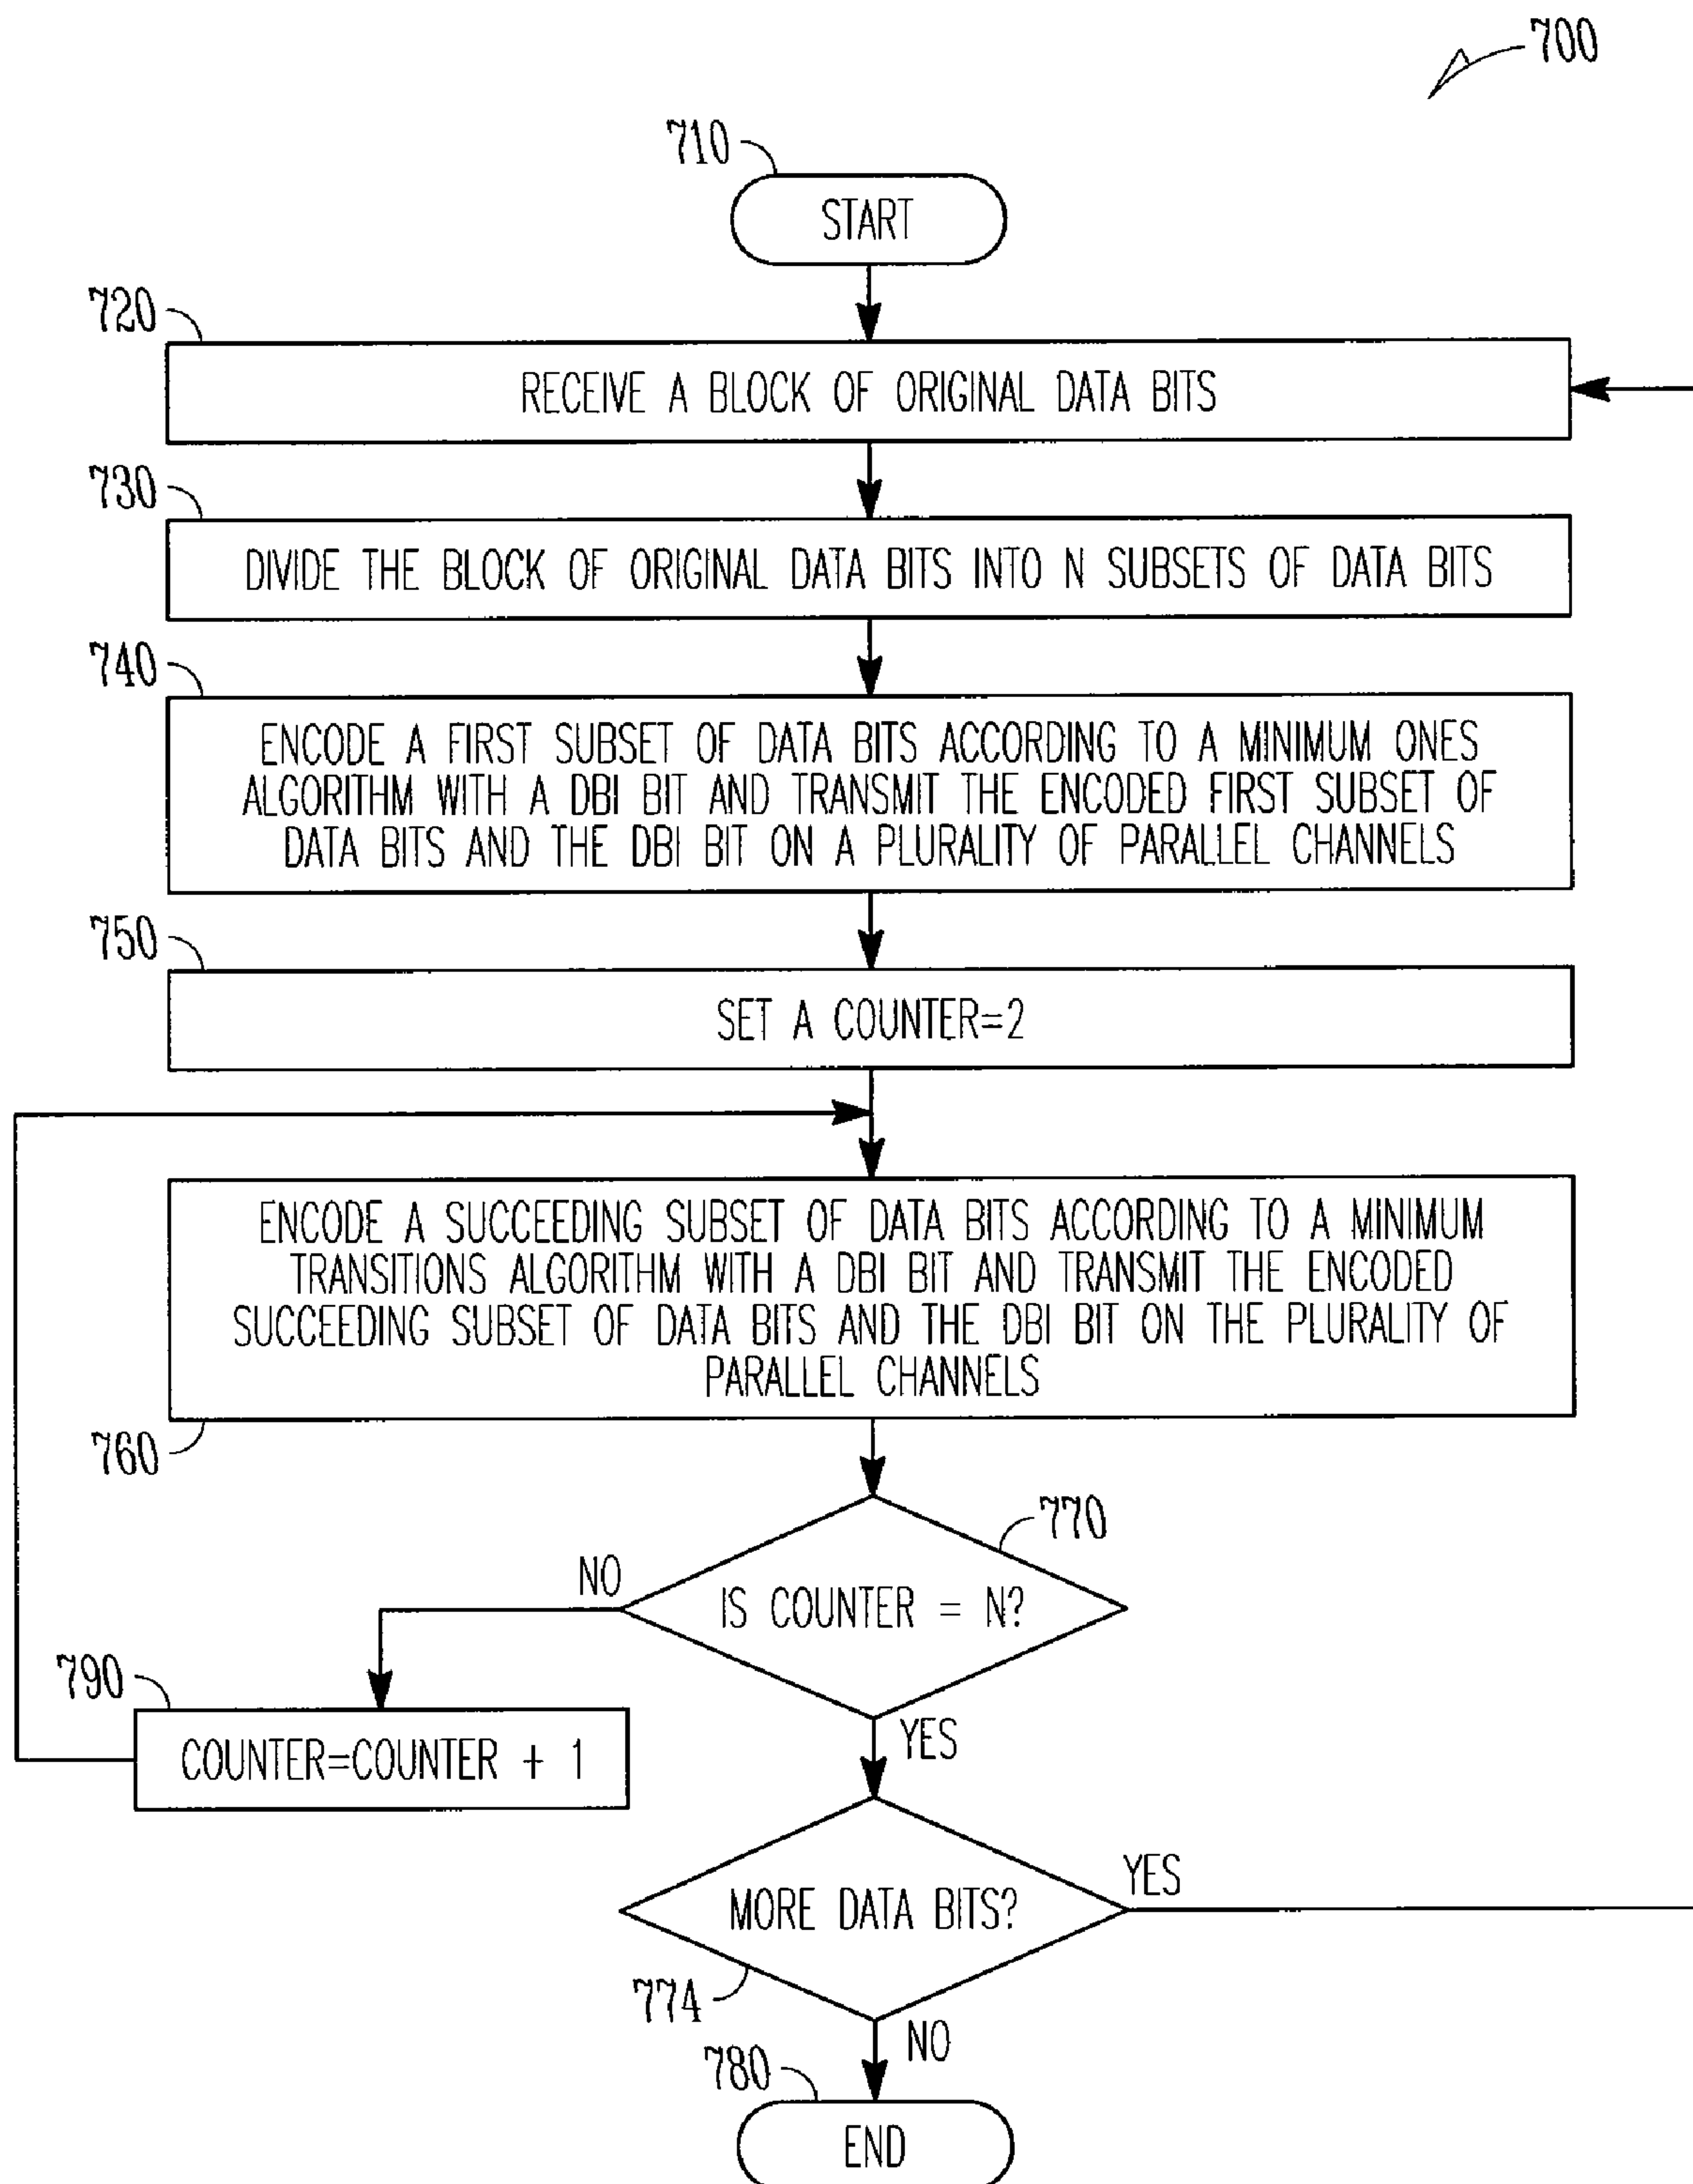 700
710
START
720
RECEIVE A BLOCK OF ORIGINAL DATA BITS
730
DIVIDE THE BLOCK OF ORIGINAL DATA BITS INTO N SUBSETS OF DATA BITS
740
ENCODE A FIRST SUBSET OF DATA BITS ACCORDING TO A MINIMUM ONES
ALGORITHM WITH A DBI BIT AND TRANSMIT THE ENCODED FIRST SUBSET OF
DATA BITS AND THE DBI BIT ON A PLURALITY OF PARALLEL CHANNELS
750
SET A COUNTER=2
ENCODE A SUCCEEDING SUBSET OF DATA BITS ACCORDING TO A MINIMUM
TRANSITIONS ALGORITHM WITH A DBI BIT AND TRANSMIT THE ENCODED
SUCCEEDING SUBSET OF DATA BITS AND THE DBI BIT ON THE PLURALITY OF
PARALLEL CHANNELS
760
770
NO
IS COUNTER = N?
790
YES
COUNTER=COUNTER + 1
YES
MORE DATA BITS?
774
NO
780
END